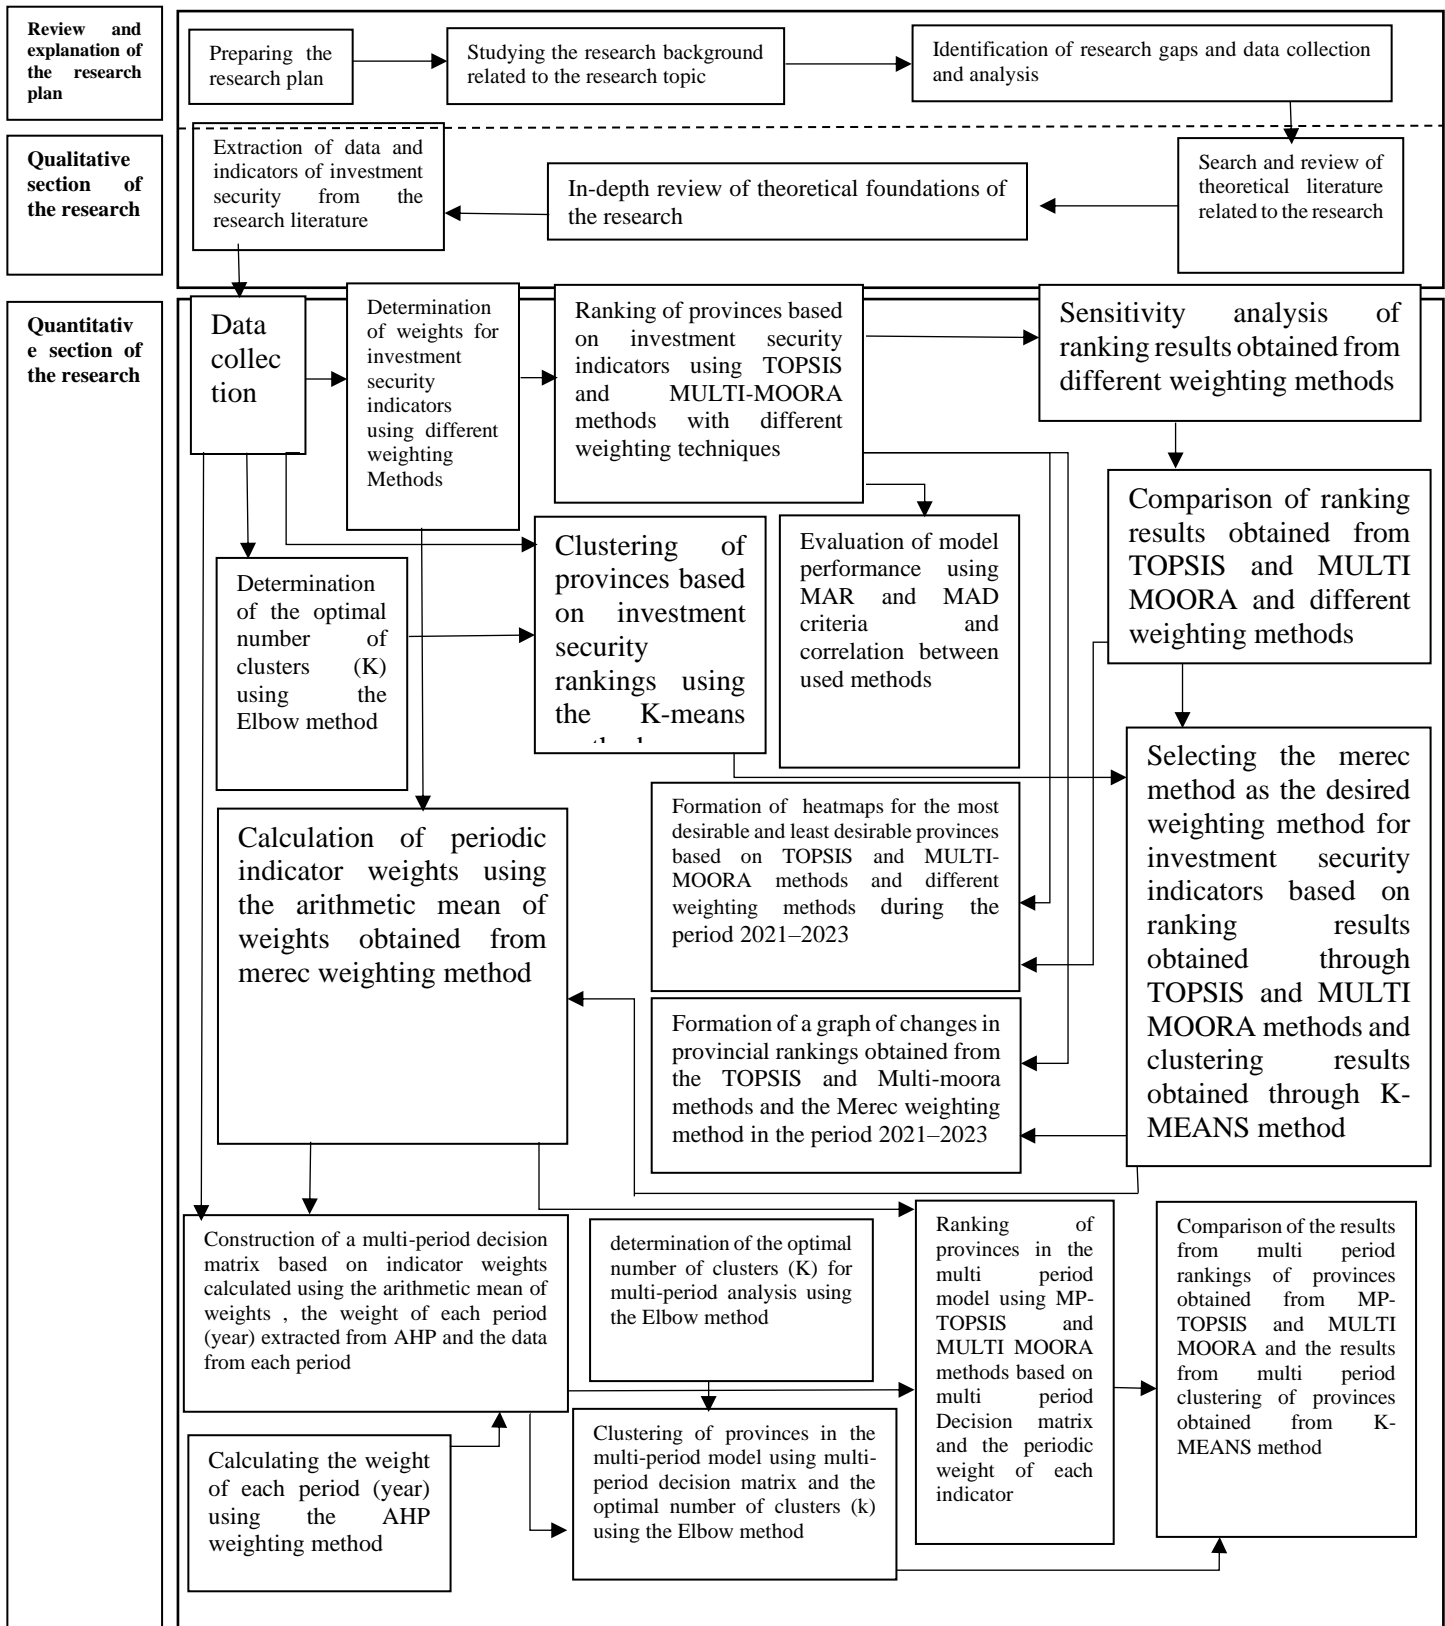 Review and
explanation of
the research
plan
Preparing the
research plan
Studying the research background
related to the research topic
Identification of research gaps and data collection
and analysis
Qualitative
section of
the research
Extraction of data and
indicators of investment
security from the
research literature
In-depth review of theoretical foundations of
the research
Search and review of
theoretical literature
related to the research
Quantitativ
e section of
the research
Data
collec
tion
Determination
of weights for
investment
security
indicators
using different
weighting
Methods
Ranking of provinces based
on investment security
indicators using TOPSIS
and MULTI-MOORA
methods with different
weighting techniques
Sensitivity analysis of
ranking results obtained from
different weighting methods
Comparison of ranking
results obtained from
TOPSIS and MULTI
MOORA and different
weighting methods
Determination
of the optimal
number of
clusters (K)
using the
Elbow method
Clustering of
provinces based
on investment
security
rankings using
the K-means
Evaluation of model
performance using
MAR and MAD
criteria and
correlation between
used methods
Selecting the merec
method as the desired
weighting method for
investment security
indicators based on
ranking results
obtained through
TOPSIS and MULTI
MOORA methods and
clustering results
obtained through K-
MEANS method
Calculation of periodic
indicator weights using
the arithmetic mean of
weights obtained from
merec weighting method
Formation of heatmaps for the most
desirable and least desirable provinces
based on TOPSIS and MULTI-
MOORA methods and different
weighting methods during the
period 2021–2023
Formation of a graph of changes in
provincial rankings obtained from
the TOPSIS and Multi-moora
methods and the Merec weighting
method in the period 2021–2023
Construction of a multi-period decision
matrix based on indicator weights
calculated using the arithmetic mean of
weights , the weight of each period
(year) extracted from AHP and the data
from each period
determination of the optimal
number of clusters (K) for
multi-period analysis using
the Elbow method
Ranking of
provinces in the
multi period
model using MP-
TOPSIS and
MULTI MOORA
methods based on
multi period
Decision matrix
and the periodic
weight of each
indicator
Comparison of the results
from multi period
rankings of provinces
obtained from MP-
TOPSIS and MULTI
MOORA and the results
from multi period
clustering of provinces
obtained from K-
MEANS method
Calculating the weight
of each period (year)
using the AHP
weighting method
Clustering of provinces in the
multi-period model using multi-
period decision matrix and the
optimal number of clusters (k)
using the Elbow method